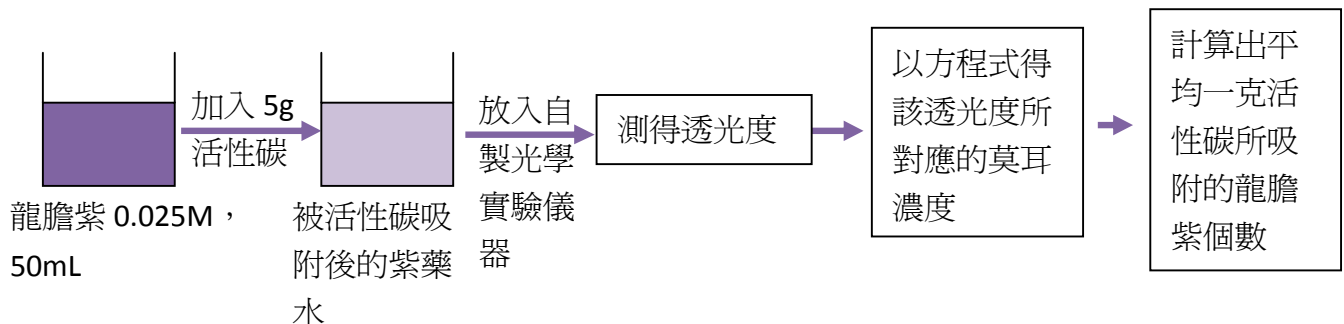 龍膽紫 0.025M，
50mL
加入 5g
活性碳
被活性碳吸
附後的紫藥
水
放入自
製光學
實驗儀
器
測得透光度
以方程式得
該透光度所
對應的莫耳
濃度
計算出平
均一克活
性碳所吸
附的龍膽
紫個數